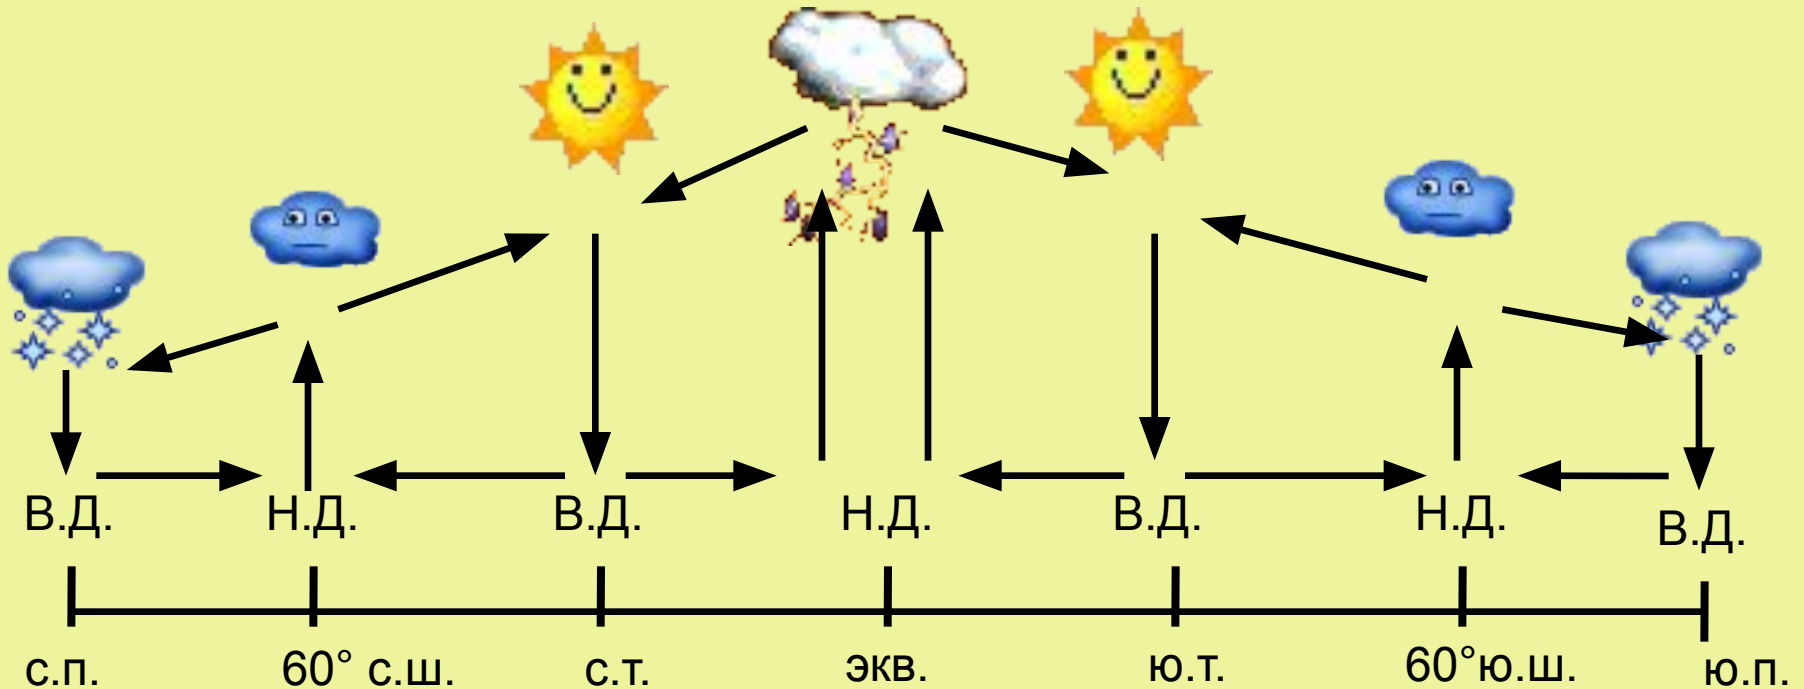 В.Д. Н.Д. В.Д. Н.Д. В.Д. Н.Д. В.Д.
с.п. 60° с.ш. с.т. экв. ю.т. 60°ю.ш. ю.п.